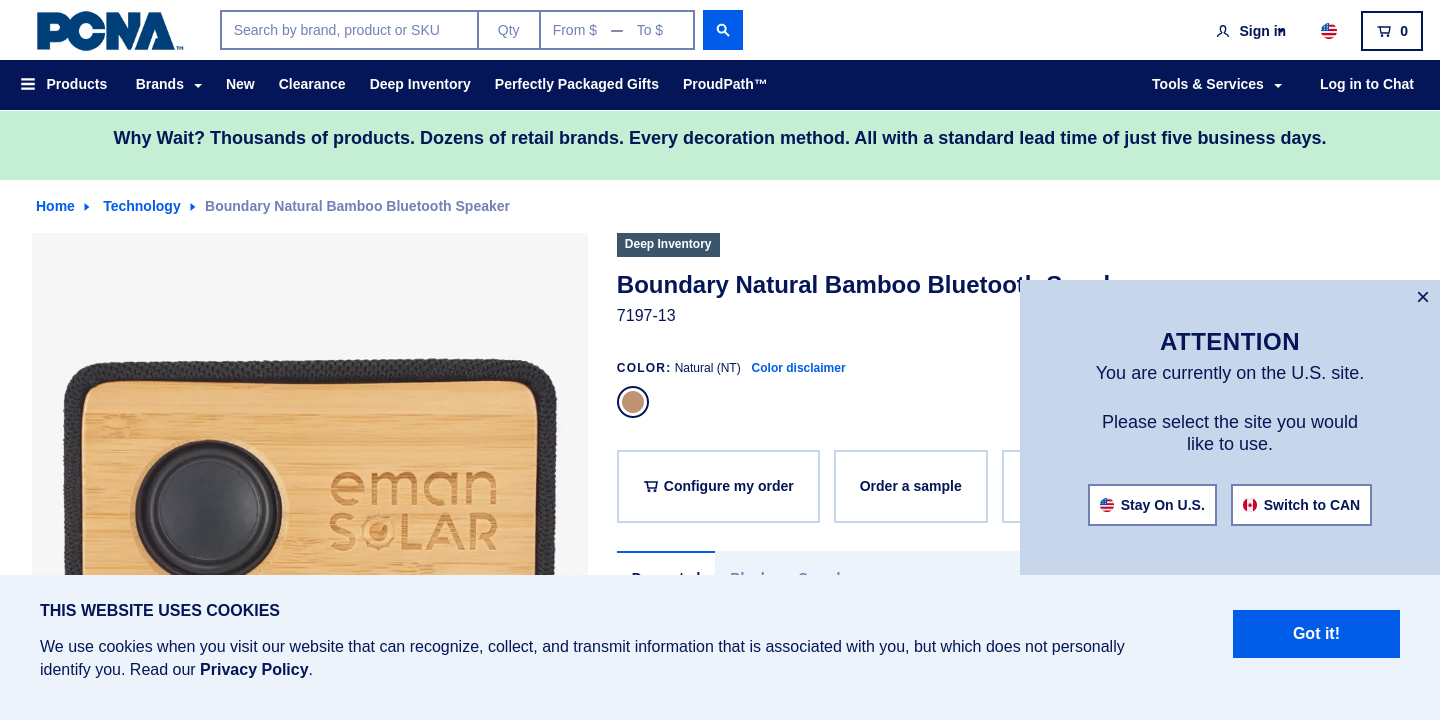 PCNA™
Search by brand, product or SKU
Qty
From $ — To $
Sign in
0
Products
Brands
New
Clearance
Deep Inventory
Perfectly Packaged Gifts
ProudPath™
Tools & Services
Log in to Chat
Why Wait? Thousands of products. Dozens of retail brands. Every decoration method. All with a standard lead time of just five business days.
Home
Technology
Boundary Natural Bamboo Bluetooth Speaker
Deep Inventory
Boundary Natural Bamboo Bluetooth
7197-13
COLOR: Natural (NT) Color disclaimer
Configure my order
Order a sample
eman
SOLAR
×
ATTENTION
You are currently on the U.S. site.
Please select the site you would
like to use.
Stay On U.S.
Switch to CAN
THIS WEBSITE USES COOKIES
We use cookies when you visit our website that can recognize, collect, and transmit information that is associated with you, but which does not personally
identify you. Read our Privacy Policy.
Got it!